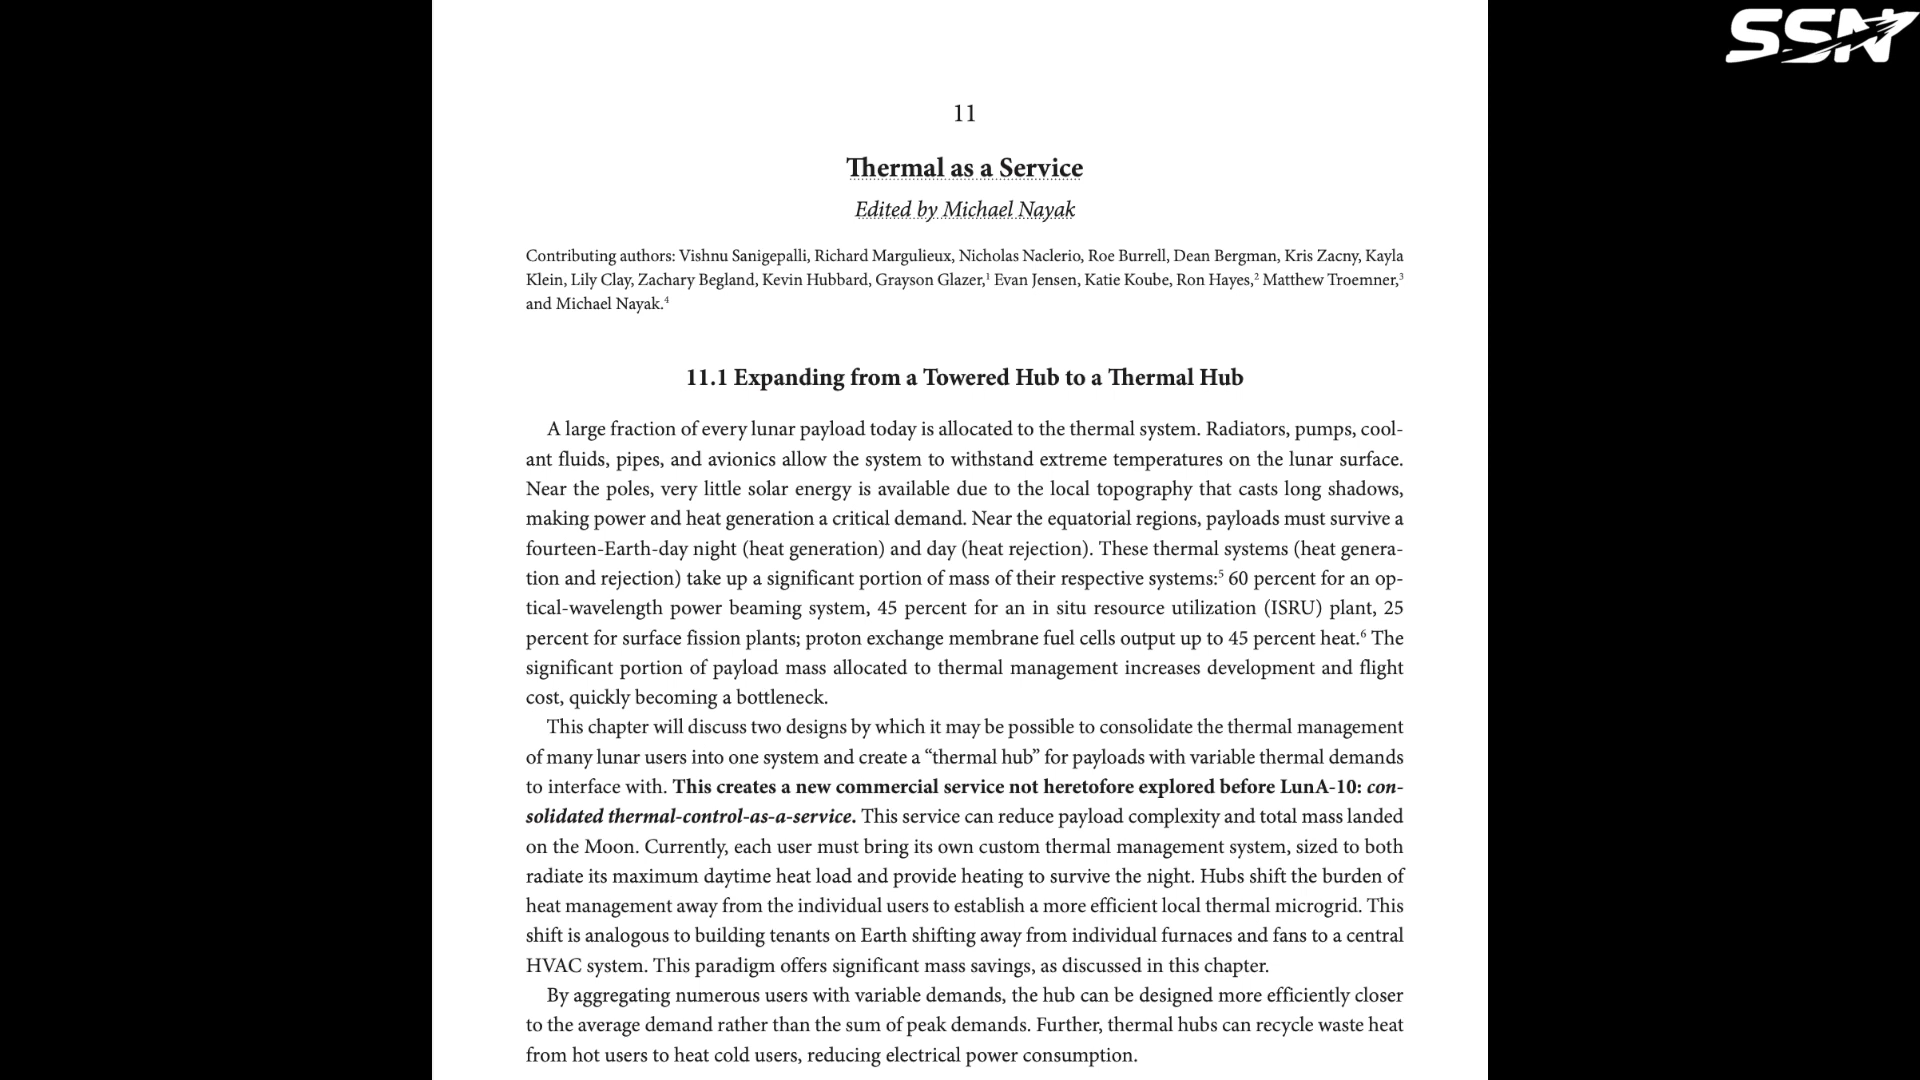 SSN
11
Thermal as a Service
Edited by Michael Nayak
Contributing authors: Vishnu Sanigepalli, Richard Margulieux, Nicholas Naclerio, Roe Burrell, Dean Bergman, Kris Zacny, Kayla
Klein, Lily Clay, Zachary Begland, Kevin Hubbard, Grayson Glazer,¹ Evan Jensen, Katie Koube, Ron Hayes,² Matthew Troemner,³
and Michael Nayak.⁴
11.1 Expanding from a Towered Hub to a Thermal Hub
A large fraction of every lunar payload today is allocated to the thermal system. Radiators, pumps, cool-
ant fluids, pipes, and avionics allow the system to withstand extreme temperatures on the lunar surface.
Near the poles, very little solar energy is available due to the local topography that casts long shadows,
making power and heat generation a critical demand. Near the equatorial regions, payloads must survive a
fourteen-Earth-day night (heat generation) and day (heat rejection). These thermal systems (heat genera-
tion and rejection) take up a significant portion of mass of their respective systems:⁵ 60 percent for an op-
tical-wavelength power beaming system, 45 percent for an in situ resource utilization (ISRU) plant, 25
percent for surface fission plants; proton exchange membrane fuel cells output up to 45 percent heat.⁶ The
significant portion of payload mass allocated to thermal management increases development and flight
cost, quickly becoming a bottleneck.
This chapter will discuss two designs by which it may be possible to consolidate the thermal management
of many lunar users into one system and create a “thermal hub” for payloads with variable thermal demands
to interface with. This creates a new commercial service not heretofore explored before LunA-10: con-
solidated thermal-control-as-a-service. This service can reduce payload complexity and total mass landed
on the Moon. Currently, each user must bring its own custom thermal management system, sized to both
radiate its maximum daytime heat load and provide heating to survive the night. Hubs shift the burden of
heat management away from the individual users to establish a more efficient local thermal microgrid. This
shift is analogous to building tenants on Earth shifting away from individual furnaces and fans to a central
HVAC system. This paradigm offers significant mass savings, as discussed in this chapter.
By aggregating numerous users with variable demands, the hub can be designed more efficiently closer
to the average demand rather than the sum of peak demands. Further, thermal hubs can recycle waste heat
from hot users to heat cold users, reducing electrical power consumption.